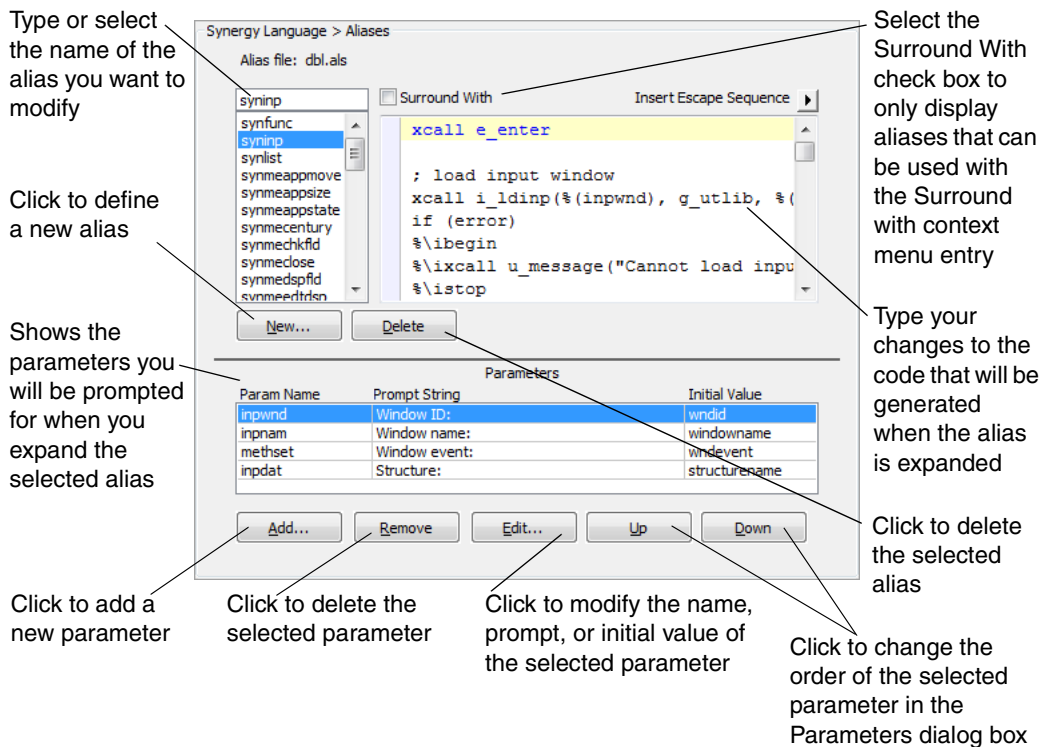 Type or select
the name of the
alias you want to
modify
Click to define
a new alias
Shows the
parameters you
will be prompted
for when you
expand the
selected alias
Synergy Language > Aliases
Alias file: dbl.als
syninp
synfunc
syninp
synlist
synmeappmove
synmeappsize
synmeappstate
synmecentury
synmechkfld
synmeclose
synmedspfld
synmeedtdsp
Surround With
Insert Escape Sequence
xcall e_enter
; load input window
xcall i_ldinp(%(inpwnd), g_utlib, %(
if (error)
%\ibegin
%\ixcall u_message("Cannot load inpu
%\istop
New...
Delete
Parameters
Param Name Prompt String Initial Value
inpwnd Window ID: wndid
inpnam Window name: windowname
methset Window event: wndevent
inpdat Structure: structurename
Add...
Remove
Edit...
Up
Down
Select the
Surround With
check box to
only display
aliases that can
be used with
the Surround
with context
menu entry
Type your
changes to the
code that will be
generated
when the alias
is expanded
Click to delete
the selected
alias
Click to add a
new parameter
Click to delete the
selected parameter
Click to modify the name,
prompt, or initial value of
the selected parameter
Click to change the
order of the selected
parameter in the
Parameters dialog box